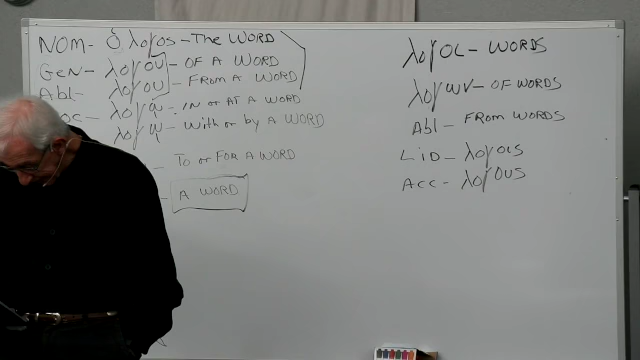 NOM- Ὁ λογos - The WORD
GeN- λογου - OF A WORD
Abl- λογου - FROM A WORD
oc- λογῳ - IN OR AT A WORD
λογῳ - With or by A WORD
- To or FOR A WORD
- A WORD
λογοι - WORDS
λογων - OF WORDS
Abl - FROM WORDS
LID - λογοις
Acc - λογους